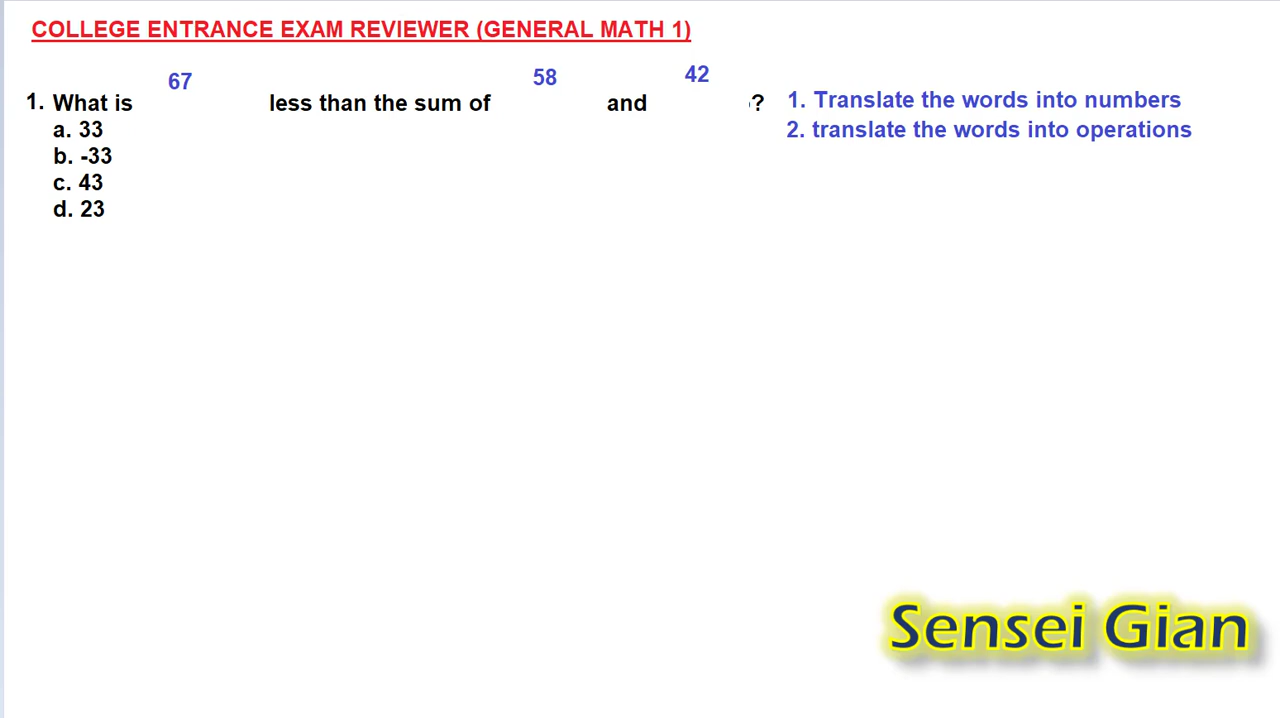 COLLEGE ENTRANCE EXAM REVIEWER (GENERAL MATH 1)
67 58 42
1. What is less than the sum of and ? 1. Translate the words into numbers
a. 33 2. translate the words into operations
b. -33
c. 43
d. 23
Sensei Gian